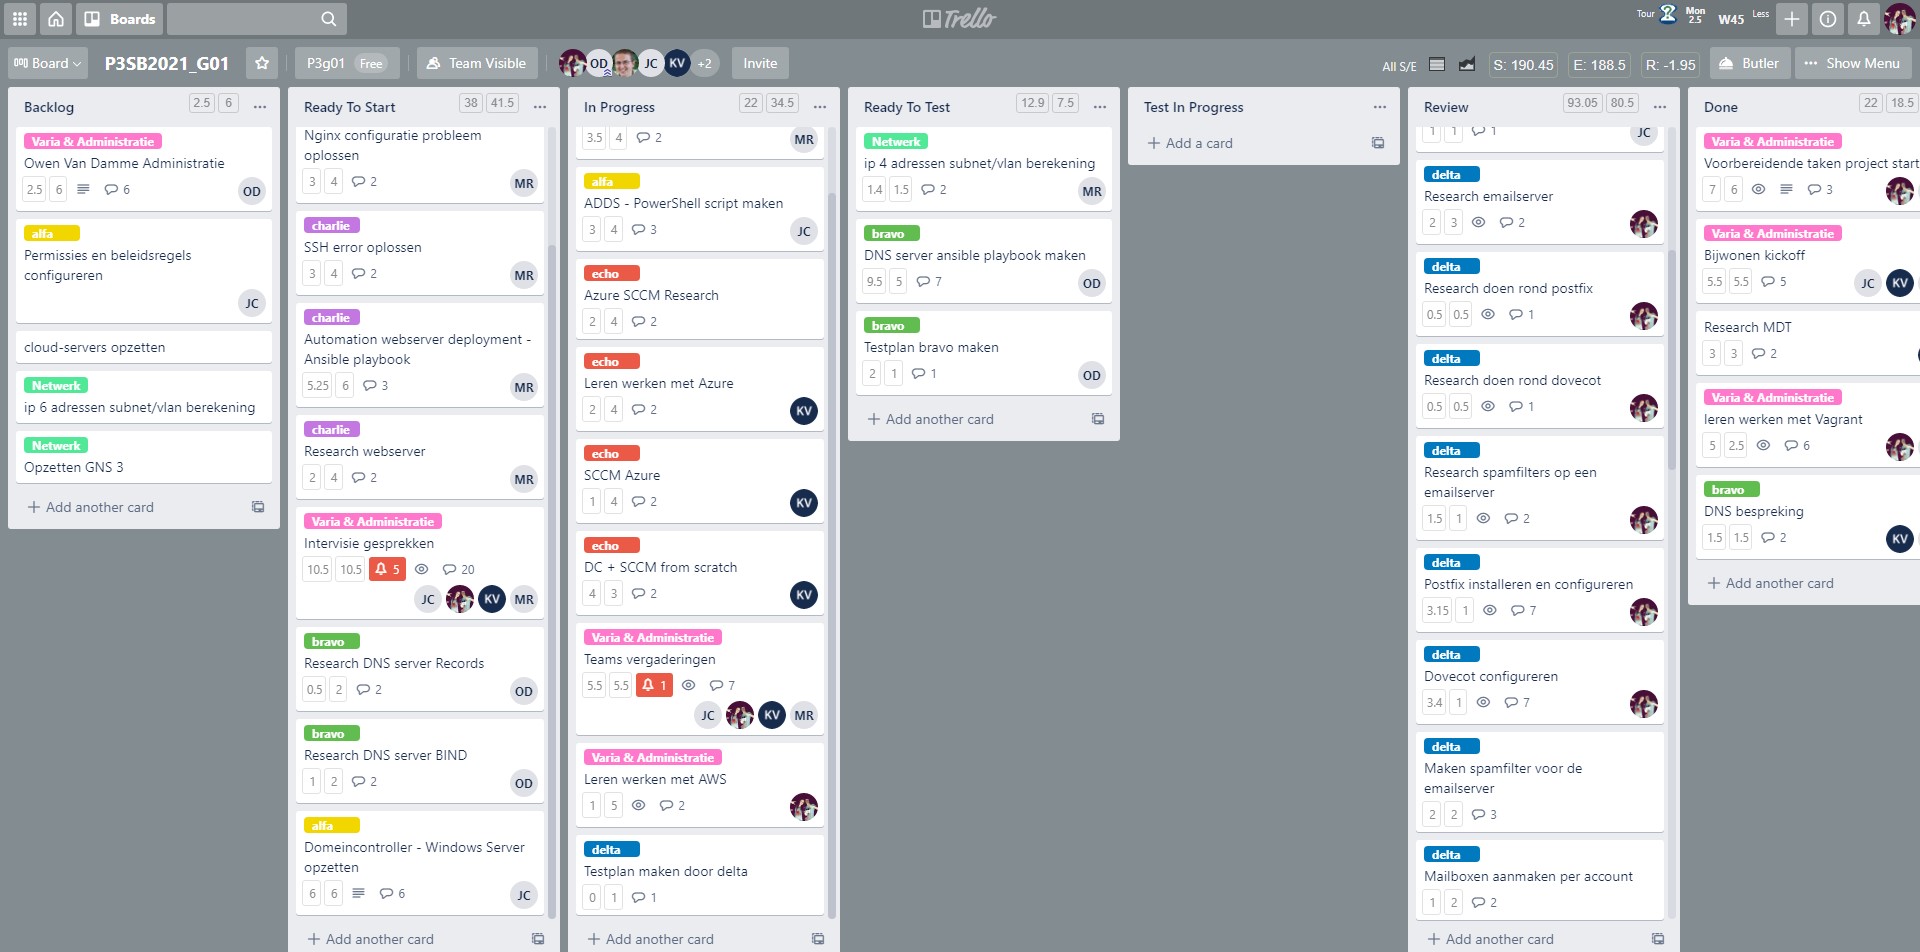 Boards
Trello
Tour
Mon
2.5
W45
Less
Board
P3SB2021_G01
P3g01 Free
Team Visible
OD JC KV +2
Invite
All S/E
S: 190.45
E: 188.5
R: -1.95
Butler
Show Menu
Backlog 2.5 6
Varia & Administratie
Owen Van Damme Administratie
2.5 6 6
OD
alfa
Permissies en beleidsregels
configureren
JC
cloud-servers opzetten
Netwerk
ip 6 adressen subnet/vlan berekening
Netwerk
Opzetten GNS 3
+ Add another card
Ready To Start 38 41.5
Nginx configuratie probleem
oplossen
3 4 2
MR
charlie
SSH error oplossen
3 4 2
MR
charlie
Automation webserver deployment -
Ansible playbook
5.25 6 3
MR
charlie
Research webserver
2 4 2
MR
Varia & Administratie
Intervisie gesprekken
10.5 10.5 5 20
JC KV MR
bravo
Research DNS server Records
0.5 2 2
OD
bravo
Research DNS server BIND
1 2 2
OD
alfa
Domeincontroller - Windows Server
opzetten
6 6 6
JC
+ Add another card
In Progress 22 34.5
3.5 4 2
MR
alfa
ADDS - PowerShell script maken
3 4 3
JC
echo
Azure SCCM Research
2 4 2
echo
Leren werken met Azure
2 4 2
KV
echo
SCCM Azure
1 4 2
KV
echo
DC + SCCM from scratch
4 3 2
KV
Varia & Administratie
Teams vergaderingen
5.5 5.5 1 7
JC KV MR
Varia & Administratie
Leren werken met AWS
1 5 2
delta
Testplan maken door delta
0 1 1
+ Add another card
Ready To Test 12.9 7.5
Netwerk
ip 4 adressen subnet/vlan berekening
1.4 1.5 2
MR
bravo
DNS server ansible playbook maken
9.5 5 7
OD
bravo
Testplan bravo maken
2 1 1
OD
+ Add another card
Test In Progress
+ Add a card
Review 93.05 80.5
1 1 1
JC
delta
Research emailserver
2 3 2
delta
Research doen rond postfix
0.5 0.5 1
delta
Research doen rond dovecot
0.5 0.5 1
delta
Research spamfilters op een
emailserver
1.5 1 2
delta
Postfix installeren en configureren
3.15 1 7
delta
Dovecot configureren
3.4 1 7
delta
Maken spamfilter voor de
emailserver
2 2 3
delta
Mailboxen aanmaken per account
1 2 2
+ Add another card
Done 22 18.5
Varia & Administratie
Voorbereidende taken project start
7 6 3
Varia & Administratie
Bijwonen kickoff
5.5 5.5 5
JC KV
Research MDT
3 3 2
Varia & Administratie
leren werken met Vagrant
5 2.5 6
bravo
DNS bespreking
1.5 1.5 2
KV
+ Add another card